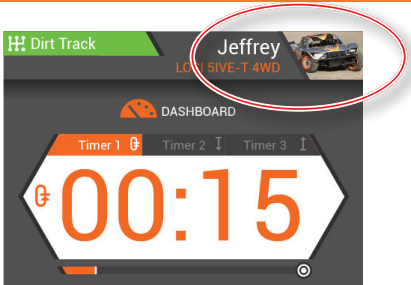 Dirt Track
Jeffrey
LOSI 5IVE-T 4WD
DASHBOARD
Timer 1 Timer 2 Timer 3
00:15